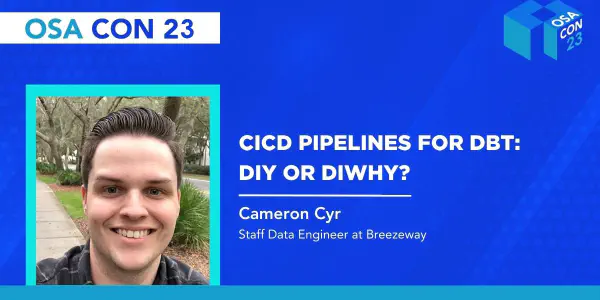 OSA CON 23
OSA
CON
23
CICD PIPELINES FOR DBT:
DIY OR DIWHY?
Cameron Cyr
Staff Data Engineer at Breezeway